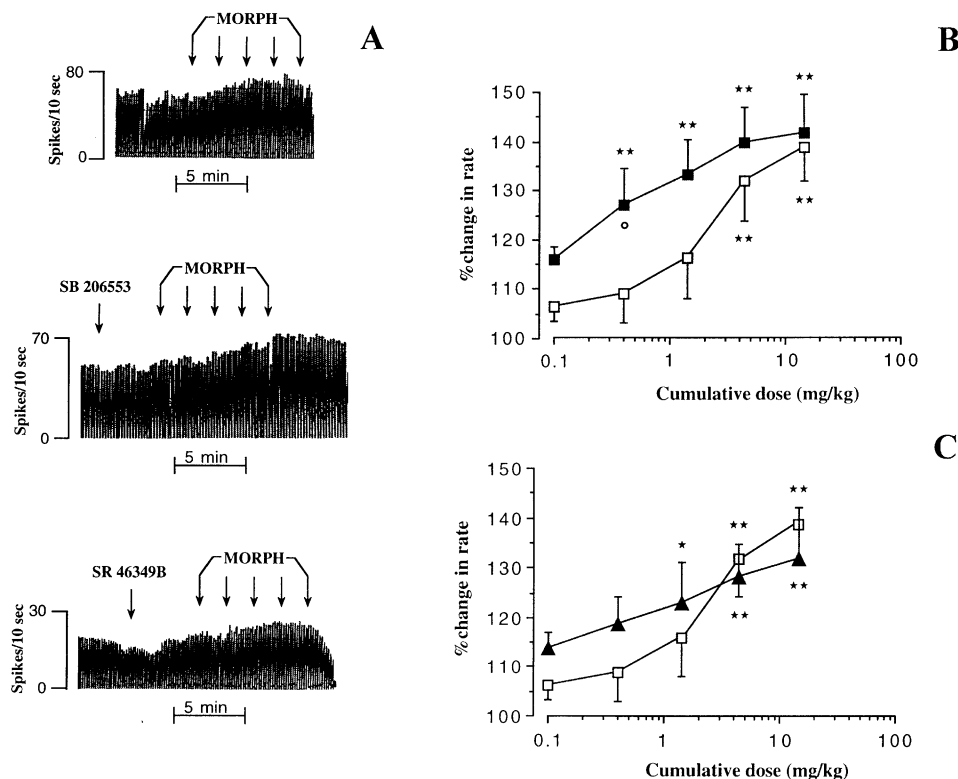 A
MORPH
80
Spikes/10 sec
0
5 min
MORPH
SB 206553
70
Spikes/10 sec
0
5 min
MORPH
SR 46349B
30
Spikes/10 sec
0
5 min
B
150
140
130
120
110
100
% change in rate
★★
★★
★★
★★
★★
★★
0.1
1
10
100
Cumulative dose (mg/kg)
C
150
140
130
120
110
100
% change in rate
★★
★★
★
★★
★★
0.1
1
10
100
Cumulative dose (mg/kg)